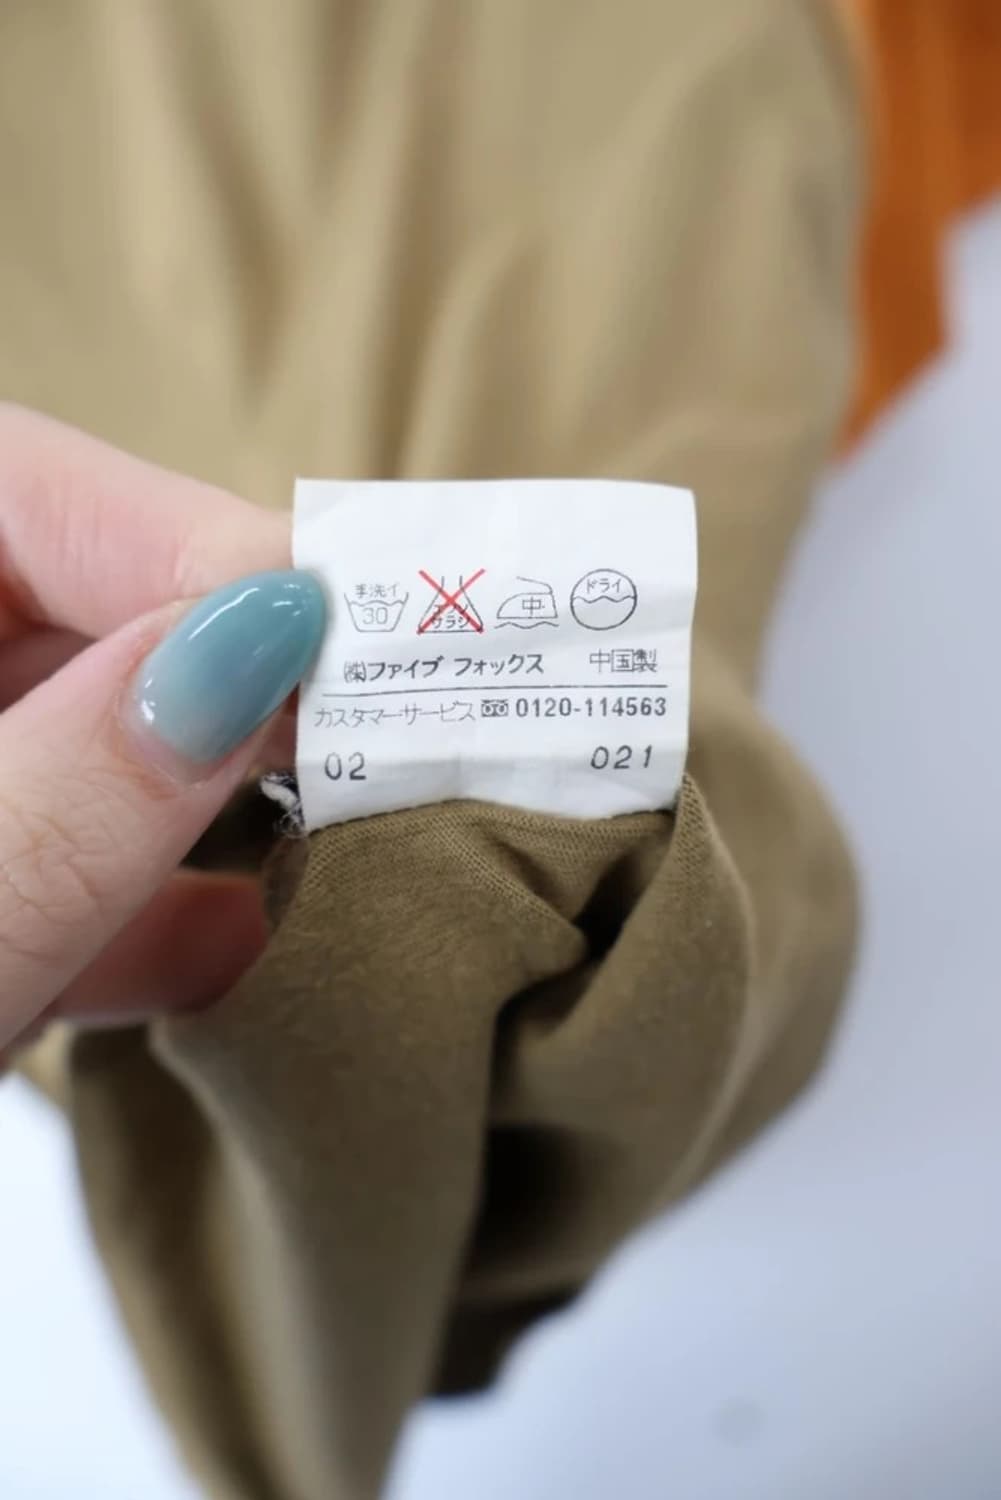 手洗イ 30 エンソサラシ 中 ドライ
㈱ファイブ フォックス 中国製
カスタマーサービス 0120-114563
02 021